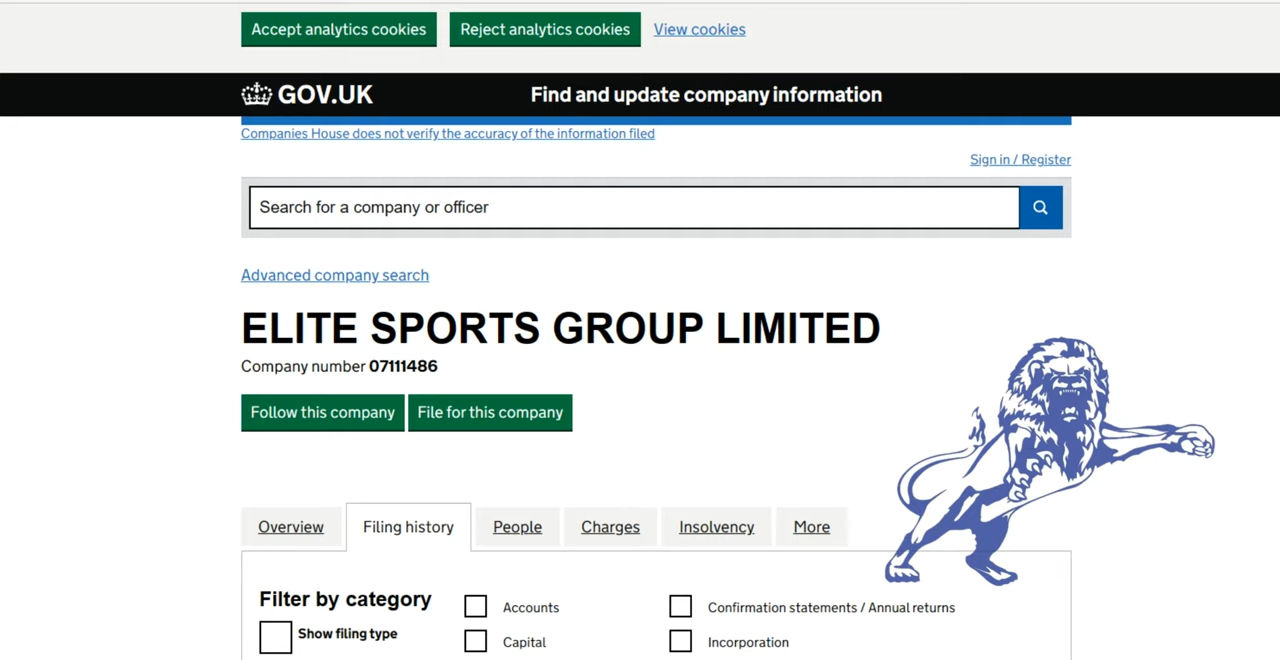 Accept analytics cookies Reject analytics cookies View cookies
GOV.UK Find and update company information
Companies House does not verify the accuracy of the information filed
Sign in / Register
Search for a company or officer
Advanced company search
ELITE SPORTS GROUP LIMITED
Company number 07111486
Follow this company File for this company
Overview Filing history People Charges Insolvency More
Filter by category Accounts Confirmation statements / Annual returns
Show filing type Capital Incorporation